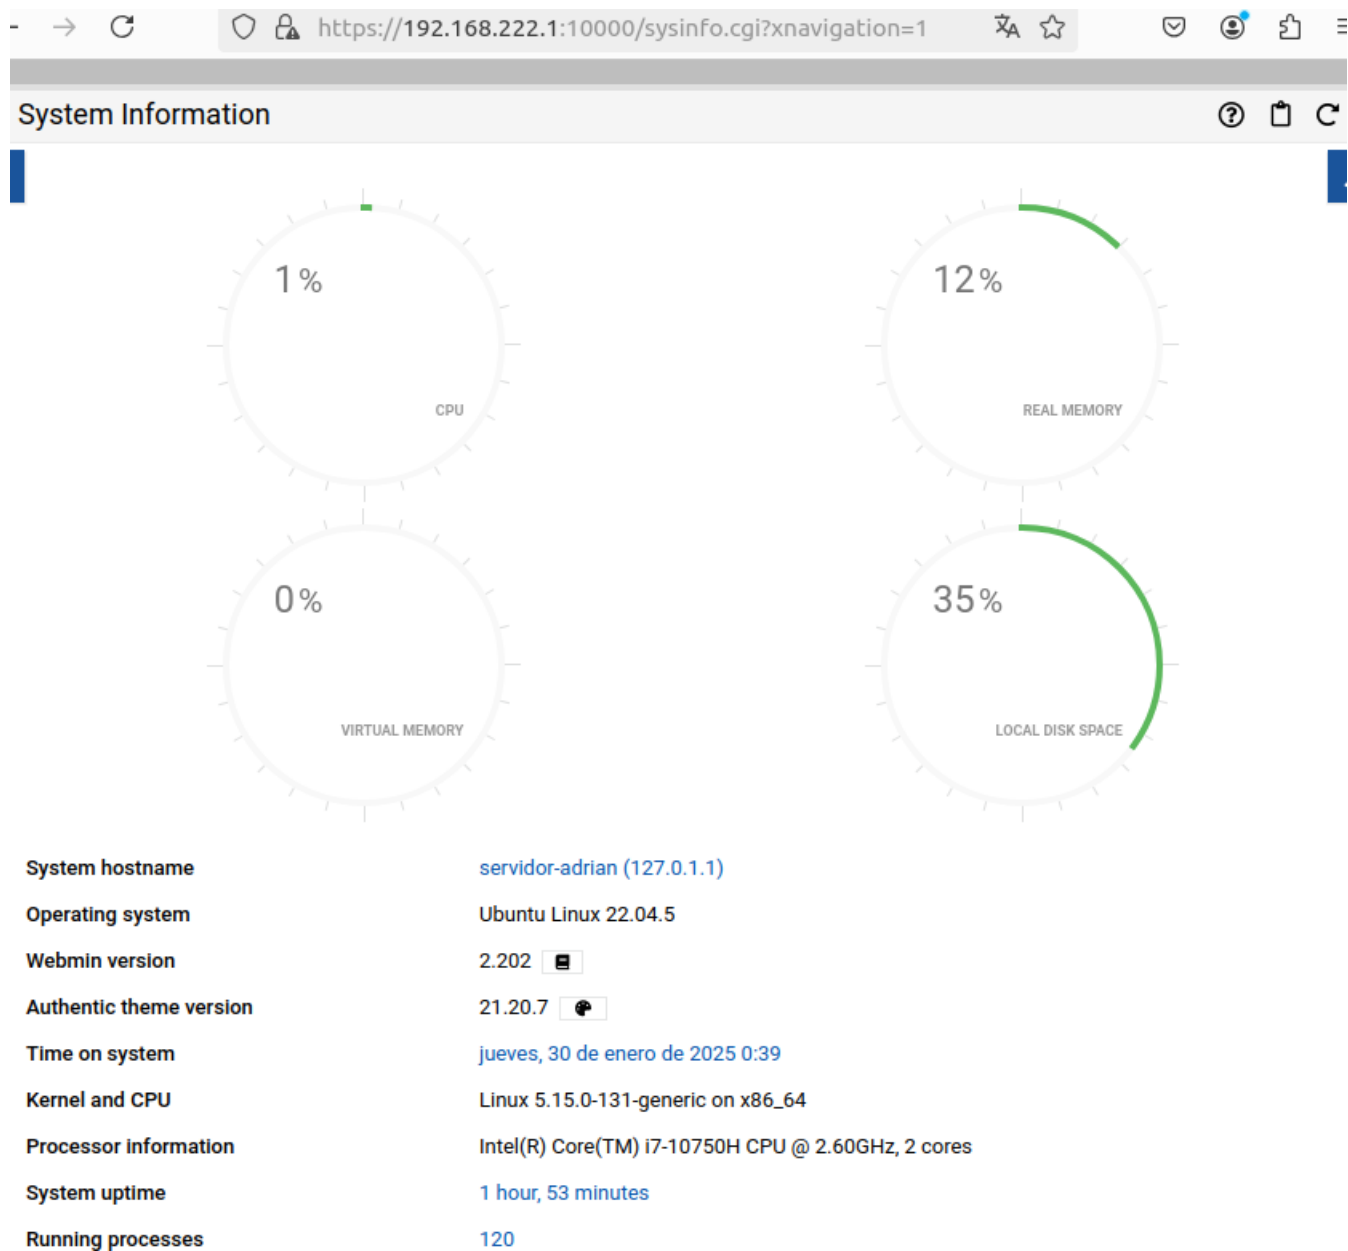 https://192.168.222.1:10000/sysinfo.cgi?xnavigation=1
System Information
1%
CPU
12%
REAL MEMORY
0%
VIRTUAL MEMORY
35%
LOCAL DISK SPACE
System hostname servidor-adrian (127.0.1.1)
Operating system Ubuntu Linux 22.04.5
Webmin version 2.202
Authentic theme version 21.20.7
Time on system jueves, 30 de enero de 2025 0:39
Kernel and CPU Linux 5.15.0-131-generic on x86_64
Processor information Intel(R) Core(TM) i7-10750H CPU @ 2.60GHz, 2 cores
System uptime 1 hour, 53 minutes
Running processes 120